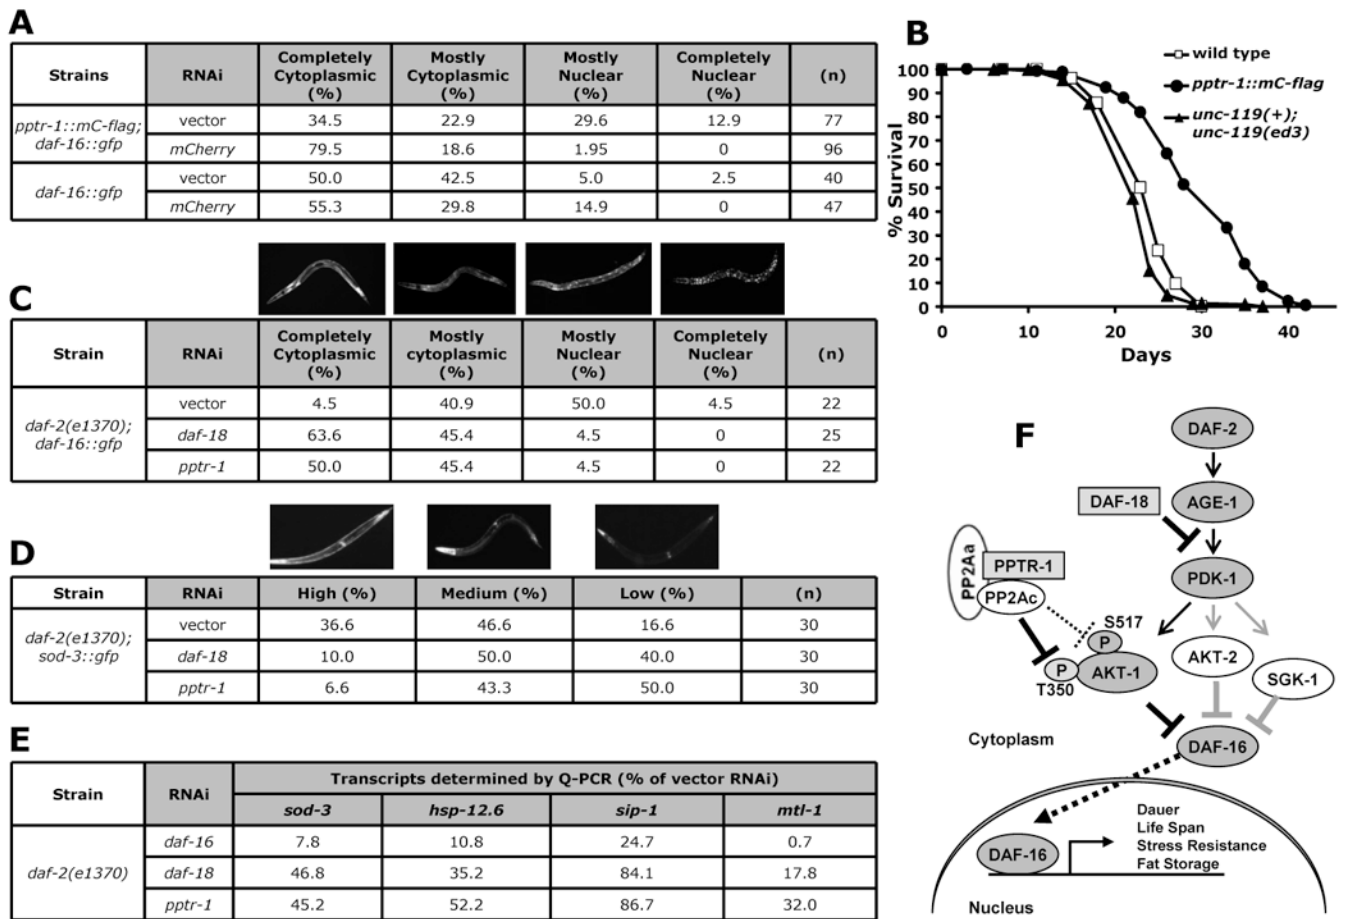 A
Strains RNAi Completely Cytoplasmic (%) Mostly Cytoplasmic (%) Mostly Nuclear (%) Completely Nuclear (%) (n)
pptr-1::mC-flag; daf-16::gfp vector 34.5 22.9 29.6 12.9 77
mCherry 79.5 18.6 1.95 0 96
daf-16::gfp vector 50.0 42.5 5.0 2.5 40
mCherry 55.3 29.8 14.9 0 47
B
wild type
pptr-1::mC-flag
unc-119(+);
unc-119(ed3)
% Survival
100
90
80
70
60
50
40
30
20
10
0
0 10 20 30 40
Days
C
Strain RNAi Completely Cytoplasmic (%) Mostly cytoplasmic (%) Mostly Nuclear (%) Completely Nuclear (%) (n)
daf-2(e1370); daf-16::gfp vector 4.5 40.9 50.0 4.5 22
daf-18 63.6 45.4 4.5 0 25
pptr-1 50.0 45.4 4.5 0 22
D
Strain RNAi High (%) Medium (%) Low (%) (n)
daf-2(e1370); sod-3::gfp vector 36.6 46.6 16.6 30
daf-18 10.0 50.0 40.0 30
pptr-1 6.6 43.3 50.0 30
E
Strain RNAi Transcripts determined by Q-PCR (% of vector RNAi)
sod-3 hsp-12.6 sip-1 mtl-1
daf-2(e1370) daf-16 7.8 10.8 24.7 0.7
daf-18 46.8 35.2 84.1 17.8
pptr-1 45.2 52.2 86.7 32.0
F
DAF-2
DAF-18
AGE-1
PP2Aa
PPTR-1
PP2Ac
PDK-1
S517
P
AKT-2
P
AKT-1
T350
SGK-1
Cytoplasm
DAF-16
Dauer
Life Span
Stress Resistance
Fat Storage
DAF-16
Nucleus